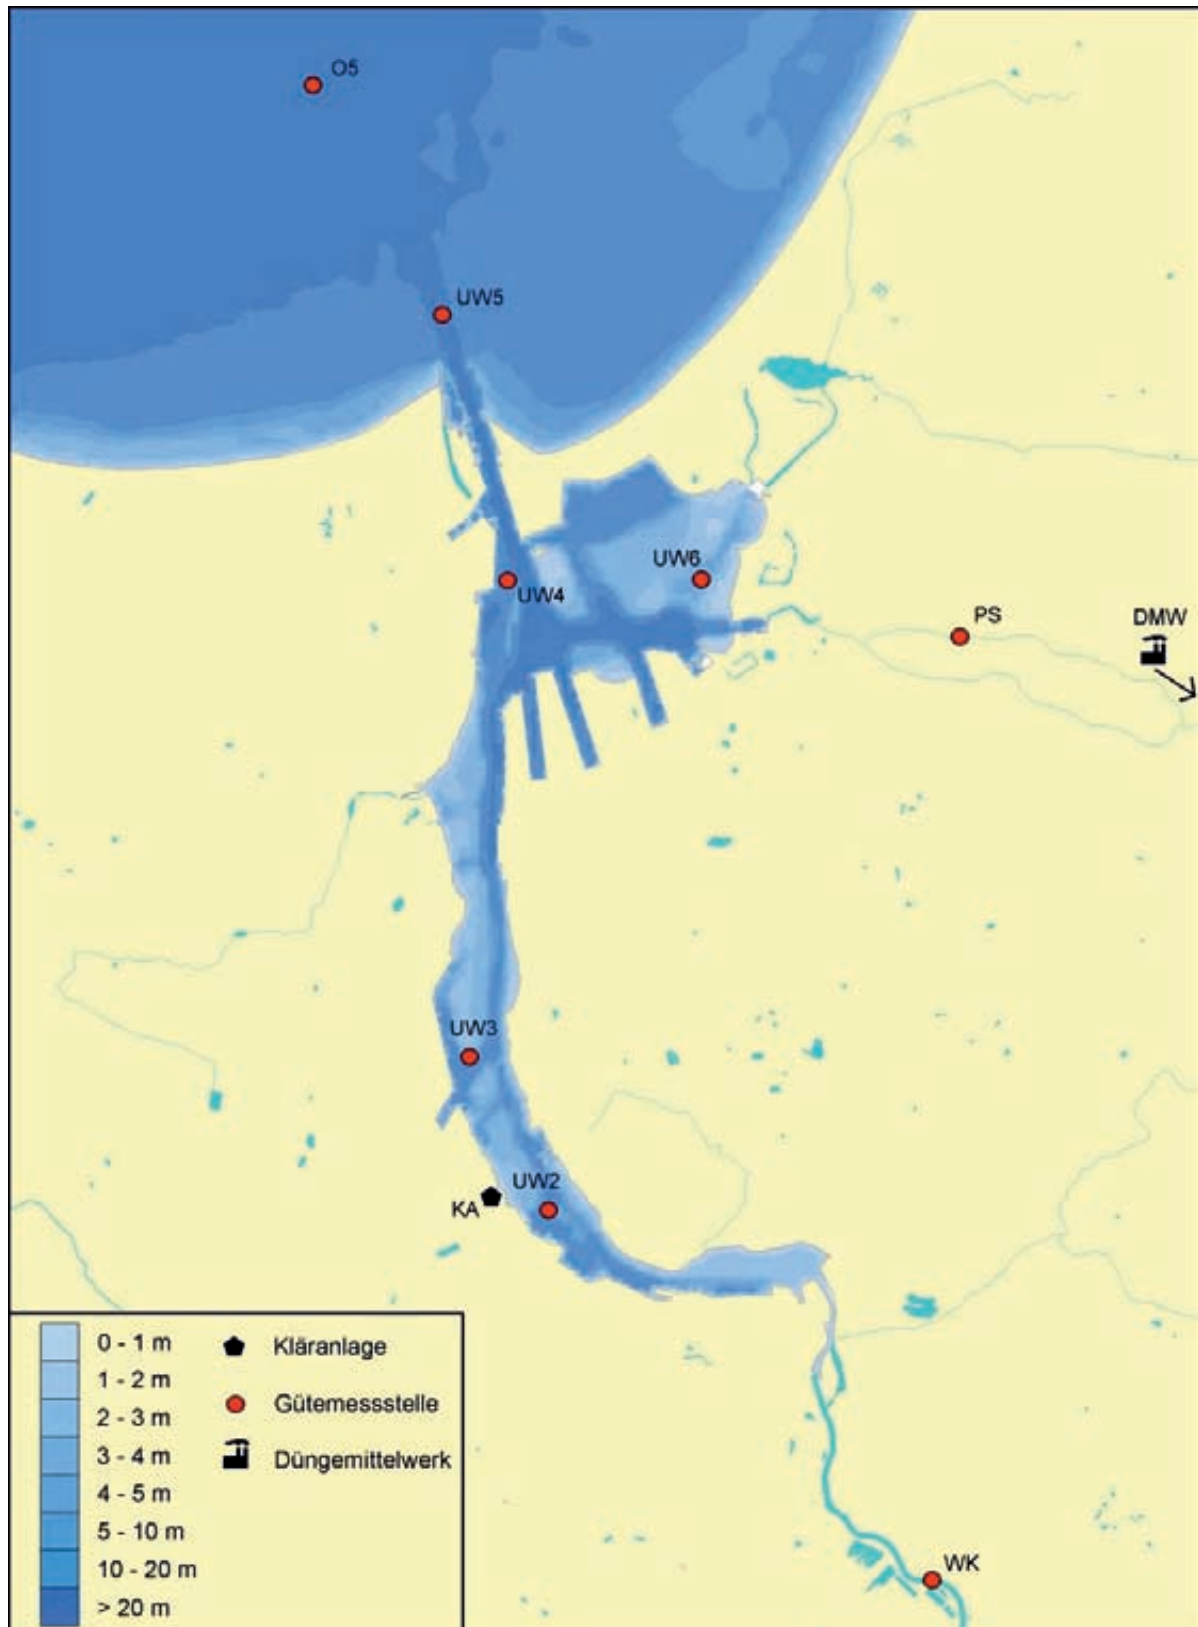 O5
UW5
UW6
UW4
PS
DMW
UW3
UW2
KA
WK
0 - 1 m
1 - 2 m
2 - 3 m
3 - 4 m
4 - 5 m
5 - 10 m
10 - 20 m
> 20 m
Kläranlage
Gütemessstelle
Düngemittelwerk